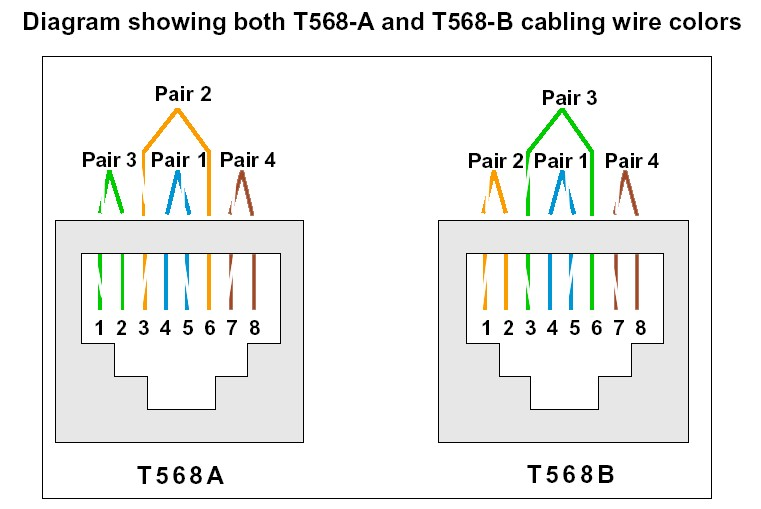 Diagram showing both T568-A and T568-B cabling wire colors
Pair 2
Pair 3 Pair 1 Pair 4
1 2 3 4 5 6 7 8
T568A
Pair 3
Pair 2 Pair 1 Pair 4
1 2 3 4 5 6 7 8
T568B